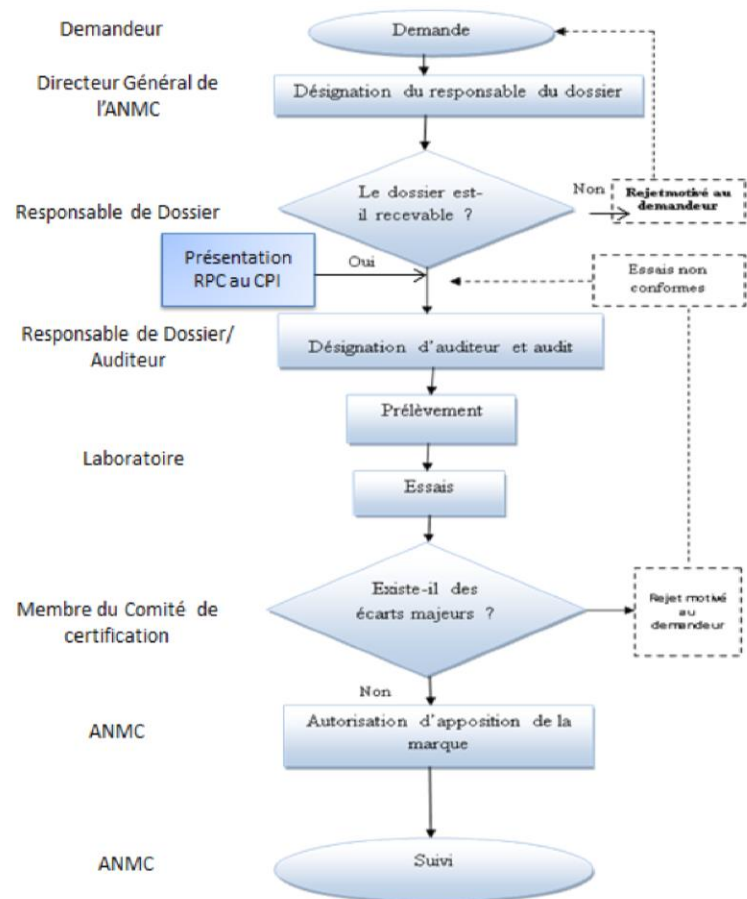 Demandeur
Demande
Directeur Général de
l'ANMC
Désignation du responsable du dossier
Le dossier est-
il recevable ?
Non
Rejetmotivé au
demandeur
Responsable de Dossier
Présentation
RPC au CPI
Oui
Essais non
conformes
Responsable de Dossier/
Auditeur
Désignation d'auditeur et audit
Prélèvement
Laboratoire
Essais
Existe-il des
écarts majeurs ?
Rejet motivé
au
demandeur
Membre du Comité de
certification
Non
Autorisation d'apposition de la
marque
ANMC
Suivi
ANMC